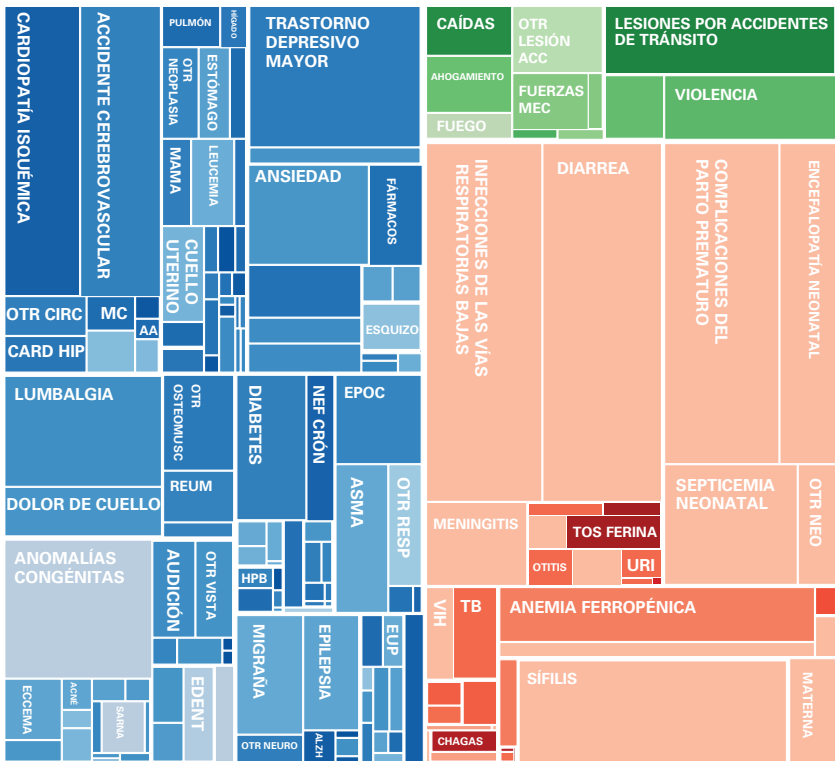 CARDIOPATÍA ISQUÉMICA
ACCIDENTE CEREBROVASCULAR
OTR CIRC
CARD HIP
MC
AA
PULMÓN
HÍGADO
OTR
NEOPLASIA
ESTÓMAGO
MAMA
LEUCEMIA
CUELLO
UTERINO
TRASTORNO
DEPRESIVO
MAYOR
ANSIEDAD
FÁRMACOS
ESQUIZO
LUMBALGIA
DOLOR DE CUELLO
OTR
OSTEOMUSC
REUM
DIABETES
NEF CRÓN
HPB
EPOC
ASMA
OTR RESP
ANOMALÍAS
CONGÉNITAS
AUDICIÓN
OTR VISTA
ECCEMA
ACNÉ
SARNA
EDENT
MIGRAÑA
EPILEPSIA
OTR NEURO
ALZH
EUP
CAÍDAS
AHOGAMIENTO
FUEGO
OTR
LESIÓN
ACC
FUERZAS
MEC
LESIONES POR ACCIDENTES
DE TRÁNSITO
VIOLENCIA
INFECCIONES DE LAS VÍAS
RESPIRATORIAS BAJAS
DIARREA
COMPLICACIONES DEL
PARTO PREMATURO
ENCEFALOPATÍA NEONATAL
MENINGITIS
TOS FERINA
OTITIS
URI
SEPTICEMIA
NEONATAL
OTR NEO
VIH
TB
ANEMIA FERROPÉNICA
CHAGAS
SÍFILIS
MATERNA